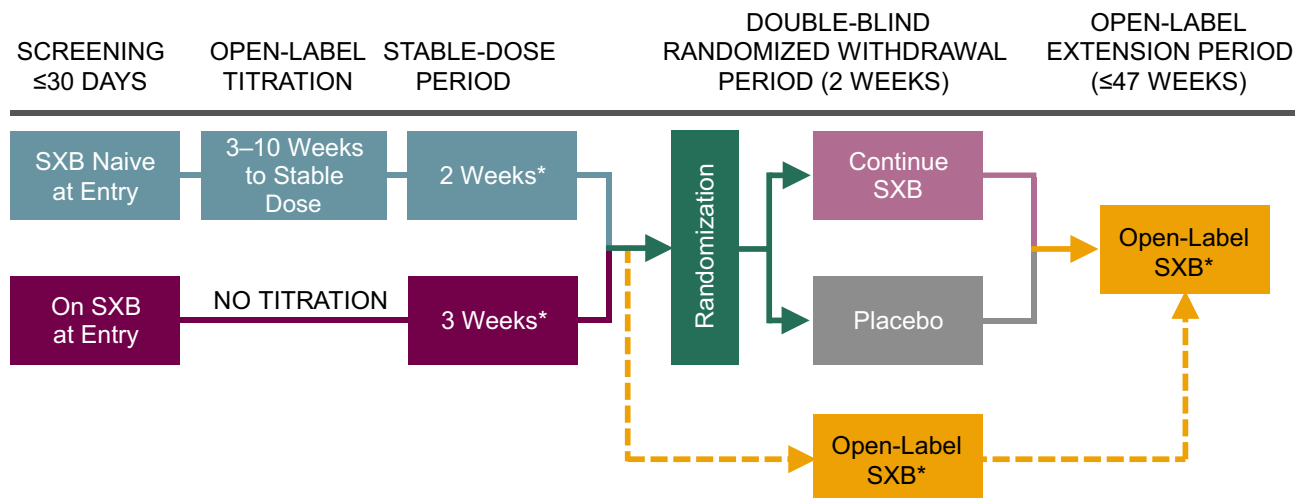 SCREENING
≤30 DAYS
OPEN-LABEL
TITRATION
STABLE-DOSE
PERIOD
DOUBLE-BLIND
RANDOMIZED WITHDRAWAL
PERIOD (2 WEEKS)
OPEN-LABEL
EXTENSION PERIOD
(≤47 WEEKS)
SXB Naive
at Entry
3–10 Weeks
to Stable
Dose
2 Weeks*
On SXB
at Entry
NO TITRATION
3 Weeks*
Randomization
Continue
SXB
Placebo
Open-Label
SXB*
Open-Label
SXB*